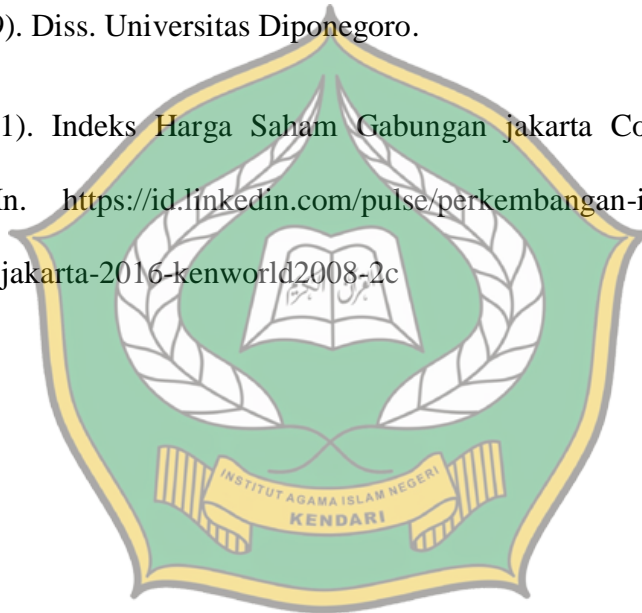 9). Diss. Universitas Diponegoro.
1). Indeks Harga Saham Gabungan jakarta Co
In. https://id.linkedin.com/pulse/perkembangan-i
jakarta-2016-kenworld2008-2c
INSTITUT AGAMA ISLAM NEGERI
KENDARI